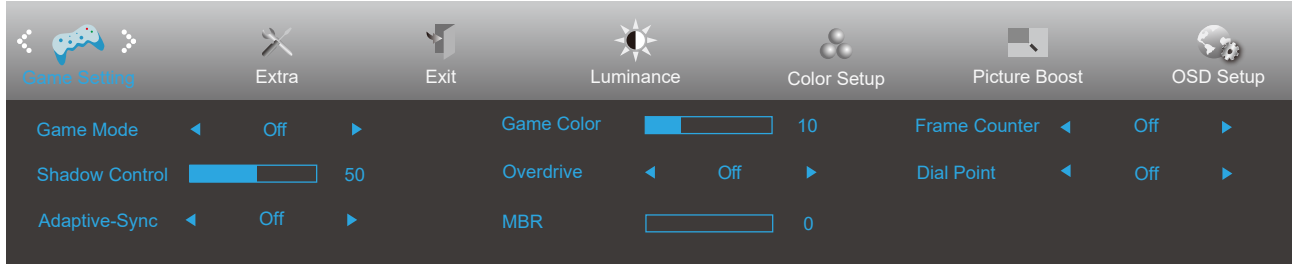 Game Setting
Extra
Exit
Luminance
Color Setup
Picture Boost
OSD Setup
Game Mode Off
Game Color 10
Frame Counter Off
Shadow Control 50
Overdrive Off
Dial Point Off
Adaptive-Sync Off
MBR 0